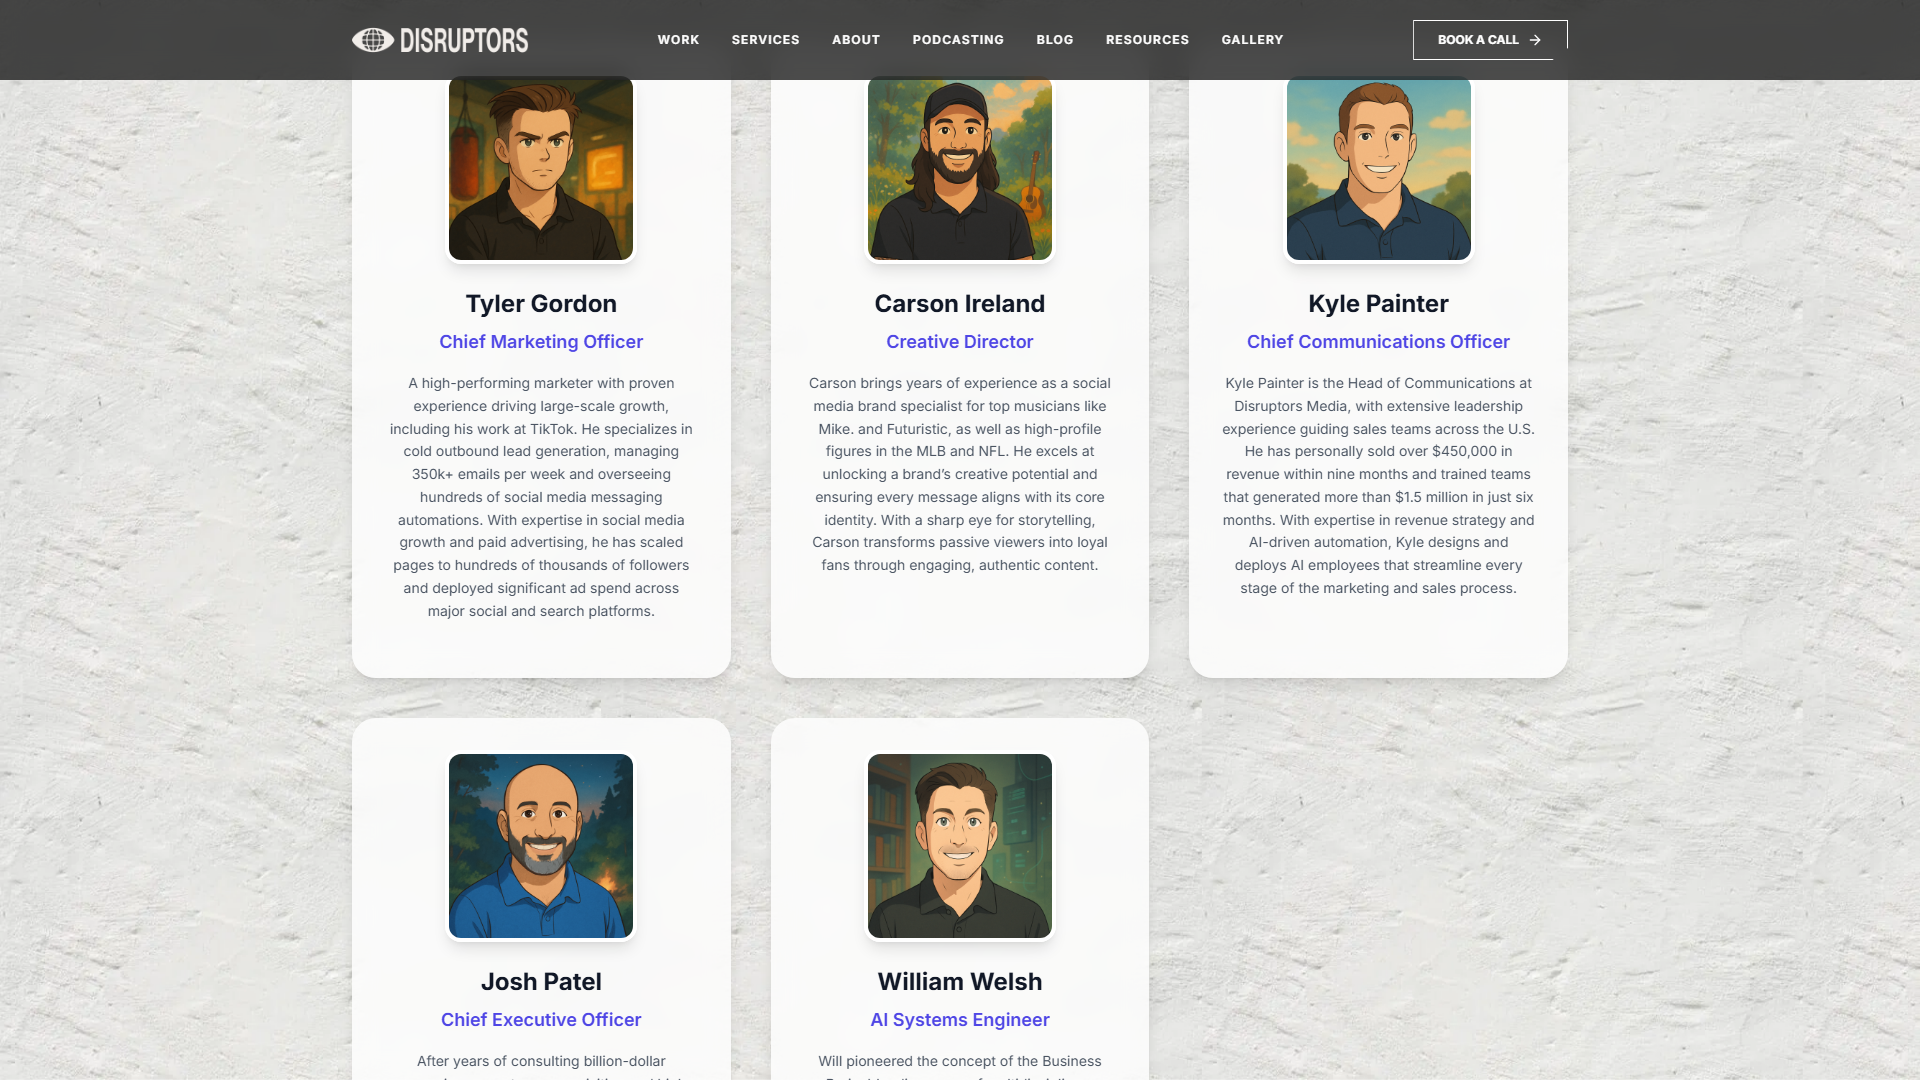 DISRUPTORS
WORK
SERVICES
ABOUT
PODCASTING
BLOG
RESOURCES
GALLERY
BOOK A CALL
Tyler Gordon
Chief Marketing Officer
A high-performing marketer with proven
experience driving large-scale growth,
including his work at TikTok. He specializes in
cold outbound lead generation, managing
350k+ emails per week and overseeing
hundreds of social media messaging
automations. With expertise in social media
growth and paid advertising, he has scaled
pages to hundreds of thousands of followers
and deployed significant ad spend across
major social and search platforms.
Carson Ireland
Creative Director
Carson brings years of experience as a social
media brand specialist for top musicians like
Mike. and Futuristic, as well as high-profile
figures in the MLB and NFL. He excels at
unlocking a brand’s creative potential and
ensuring every message aligns with its core
identity. With a sharp eye for storytelling,
Carson transforms passive viewers into loyal
fans through engaging, authentic content.
Kyle Painter
Chief Communications Officer
Kyle Painter is the Head of Communications at
Disruptors Media, with extensive leadership
experience guiding sales teams across the U.S.
He has personally sold over $450,000 in
revenue within nine months and trained teams
that generated more than $1.5 million in just six
months. With expertise in revenue strategy and
AI-driven automation, Kyle designs and
deploys AI employees that streamline every
stage of the marketing and sales process.
Josh Patel
Chief Executive Officer
After years of consulting billion-dollar
William Welsh
AI Systems Engineer
Will pioneered the concept of the Business